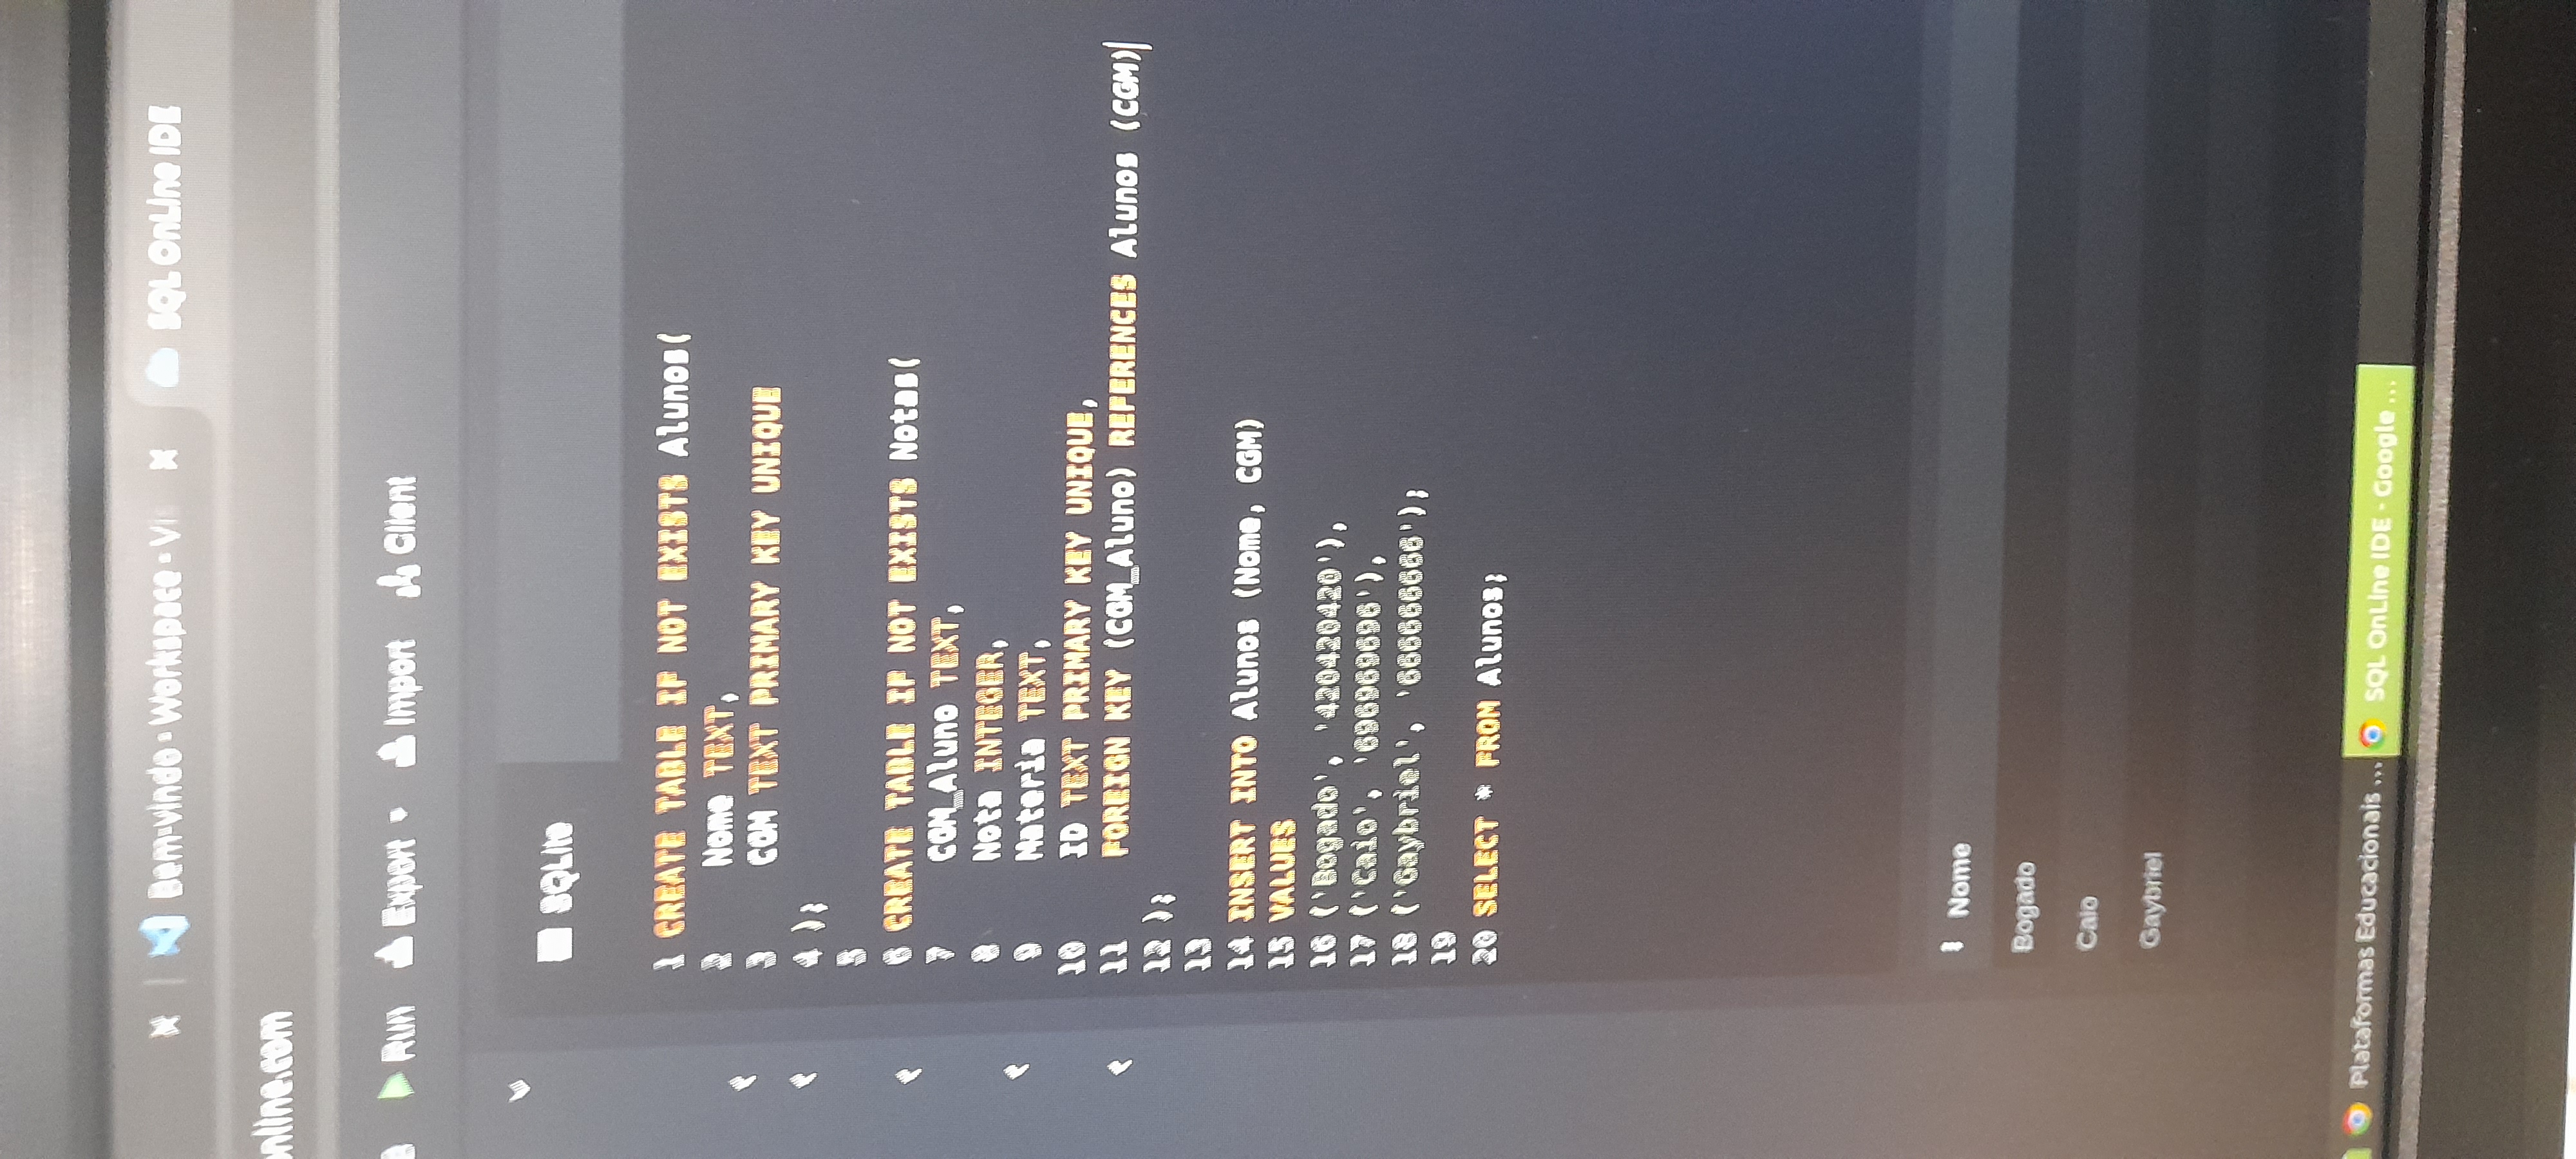 Bem-vindo · Workspace · Vi
SQL OnLine IDE
online.com
Run
Export
Import
Client
SQLite
1 CREATE TABLE IF NOT EXISTS Alunos(
2 Nome TEXT,
3 CGM TEXT PRIMARY KEY UNIQUE
4 );
5
6 CREATE TABLE IF NOT EXISTS Notas(
7 CGM_Aluno TEXT,
8 Nota INTEGER,
9 Materia TEXT,
10 ID TEXT PRIMARY KEY UNIQUE,
11 FOREIGN KEY (CGM_Aluno) REFERENCES Alunos (CGM)
12 );
13
14 INSERT INTO Alunos (Nome, CGM)
15 VALUES
16 ('Bogado', '420420420'),
17 ('Caio', '696969696'),
18 ('Gaybriel', '666666666');
19
20 SELECT * FROM Alunos;
Nome
Bogado
Caio
Gaybriel
Plataformas Educacionais ...
SQL OnLine IDE - Google ...